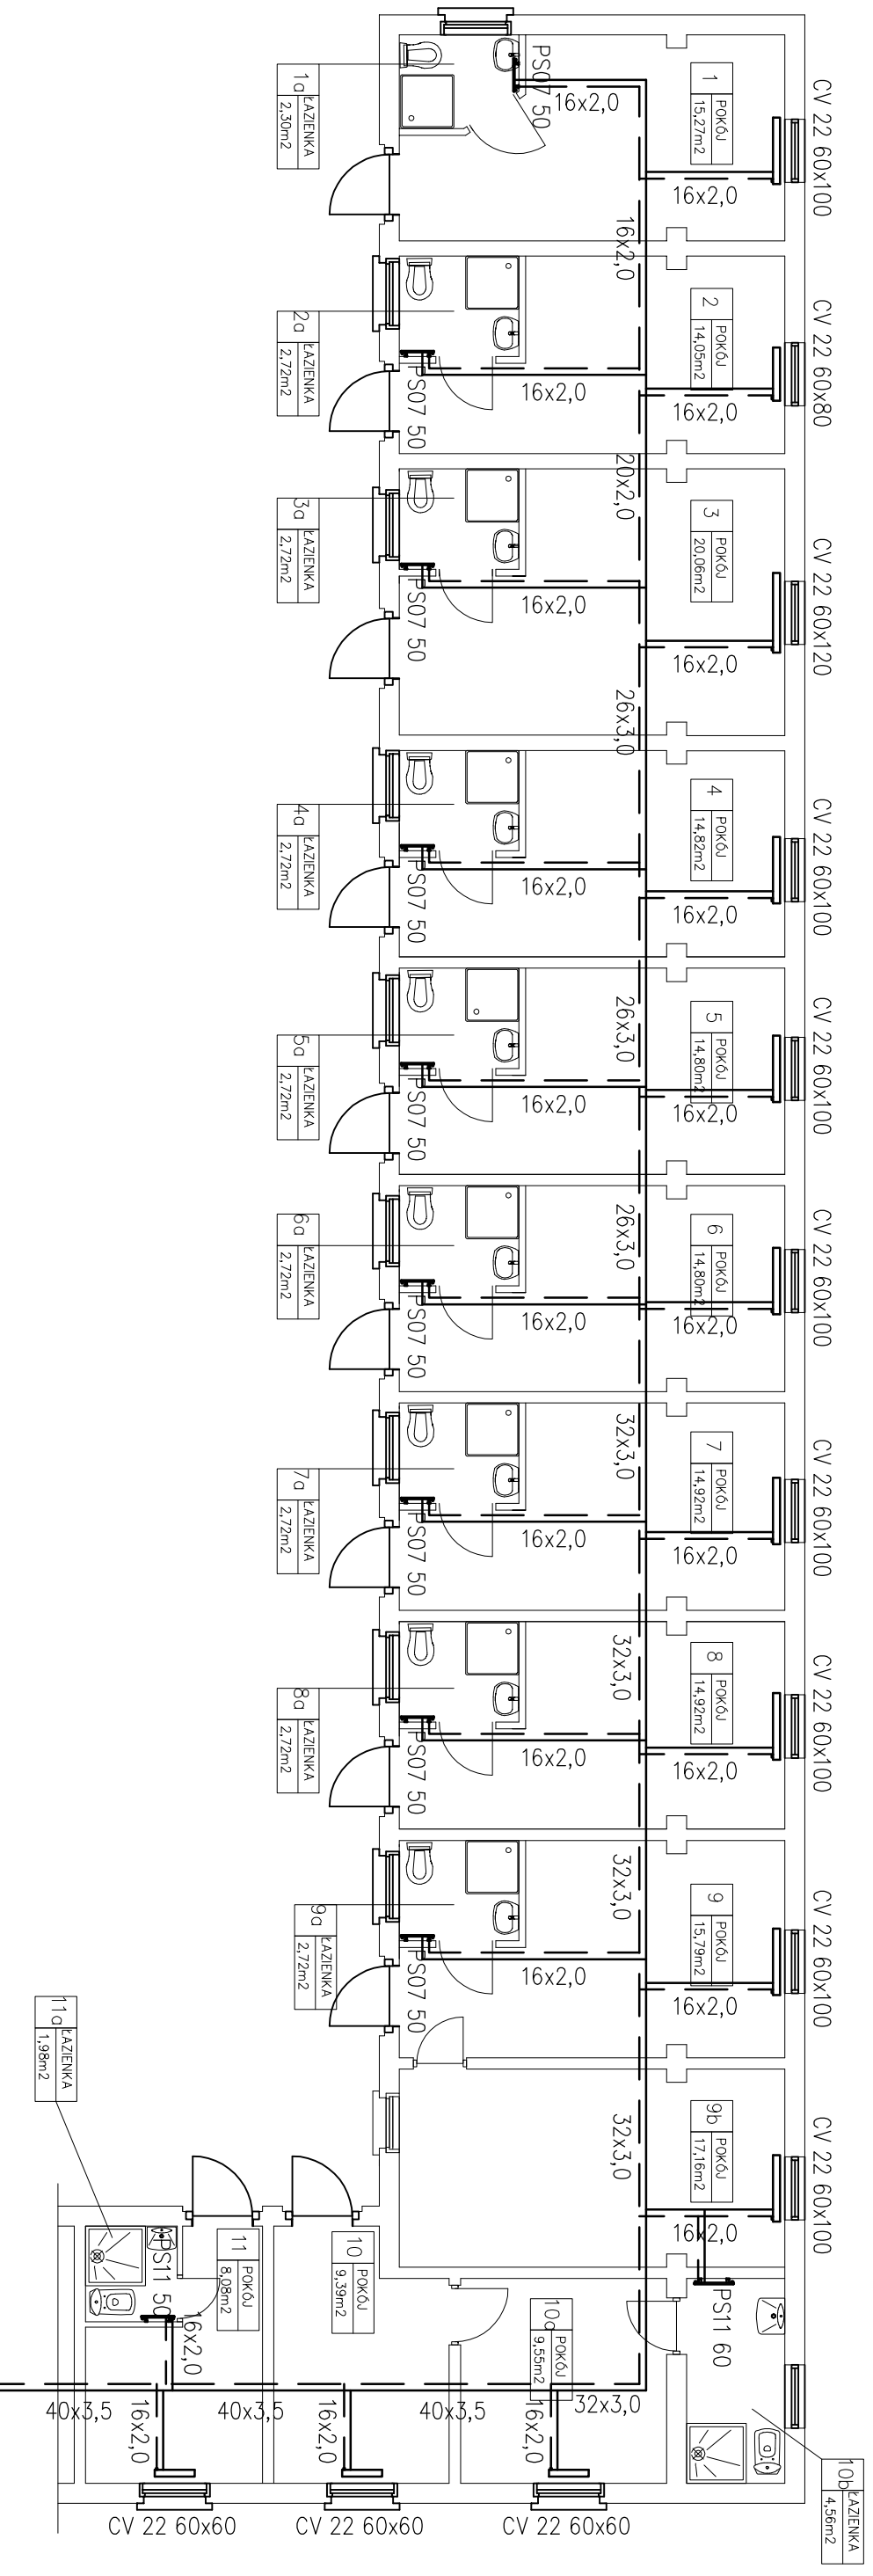 CV 22 60x100
1
POKÓJ
15,27m2
16x2,0
PS07 50
16x2,0
1a
ŁAZIENKA
2,30m2
16x2,0
CV 22 60x80
2
POKÓJ
14,05m2
16x2,0
16x2,0
PS07 50
2a
ŁAZIENKA
2,72m2
20x2,0
CV 22 60x120
3
POKÓJ
20,06m2
16x2,0
16x2,0
PS07 50
3a
ŁAZIENKA
2,72m2
26x3,0
CV 22 60x100
4
POKÓJ
14,82m2
16x2,0
16x2,0
PS07 50
4a
ŁAZIENKA
2,72m2
26x3,0
CV 22 60x100
5
POKÓJ
14,80m2
16x2,0
16x2,0
PS07 50
5a
ŁAZIENKA
2,72m2
26x3,0
CV 22 60x100
6
POKÓJ
14,80m2
16x2,0
16x2,0
PS07 50
6a
ŁAZIENKA
2,72m2
32x3,0
CV 22 60x100
7
POKÓJ
14,92m2
16x2,0
16x2,0
PS07 50
7a
ŁAZIENKA
2,72m2
32x3,0
CV 22 60x100
8
POKÓJ
14,92m2
16x2,0
16x2,0
PS07 50
8a
ŁAZIENKA
2,72m2
32x3,0
CV 22 60x100
9
POKÓJ
15,79m2
16x2,0
16x2,0
PS07 50
9a
ŁAZIENKA
2,72m2
32x3,0
CV 22 60x100
9b
POKÓJ
17,16m2
16x2,0
PS11 60
11a
ŁAZIENKA
1,98m2
11
POKÓJ
8,08m2
PS11 50
16x2,0
10
POKÓJ
9,39m2
10a
POKÓJ
9,55m2
40x3,5
16x2,0
40x3,5
16x2,0
40x3,5
16x2,0
32x3,0
10b
ŁAZIENKA
4,56m2
CV 22 60x60
CV 22 60x60
CV 22 60x60